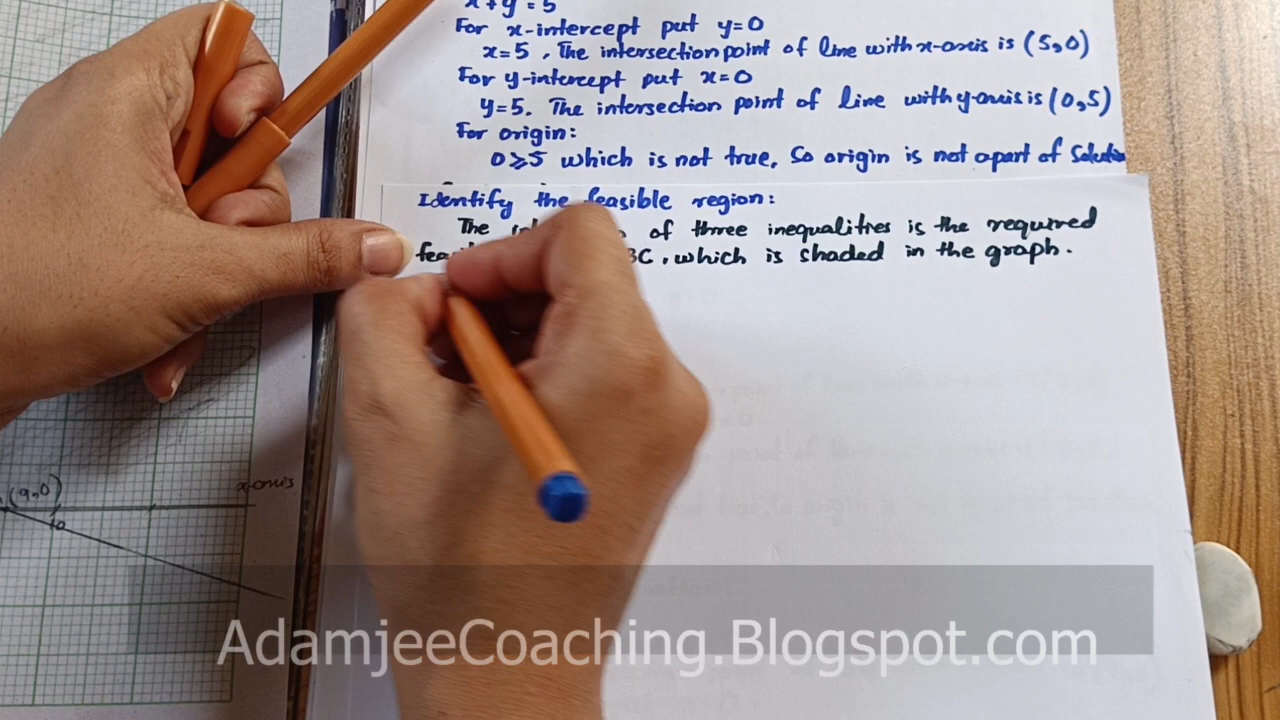 x+y=5
For x-intercept put y=0
x=5, The intersection point of line with x-axis is (5,0)
For y-intercept put x=0
y=5. The intersection point of line with y-axis is (0,5)
For origin:
0⩾5 which is not true, So origin is not a part of Solution
Identify the feasible region:
The of three inequalities is the required
BC, which is shaded in the graph.
(9,0)
x-axis
AdamjeeCoaching.Blogspot.com